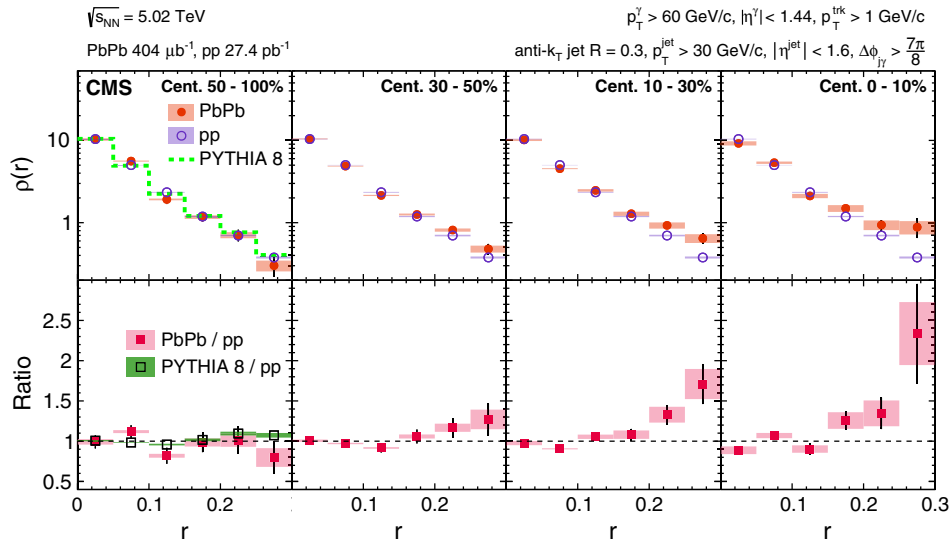 √s_NN = 5.02 TeV
p_T^γ > 60 GeV/c, |η^γ| < 1.44, p_T^trk > 1 GeV/c
PbPb 404 μb⁻¹, pp 27.4 pb⁻¹
anti-k_T jet R = 0.3, p_T^jet > 30 GeV/c, |η^jet| < 1.6, Δφ_jγ > 7π/8
CMS Cent. 50 - 100% Cent. 30 - 50% Cent. 10 - 30% Cent. 0 - 10%
PbPb
pp
PYTHIA 8
10
1
ρ(r)
PbPb / pp
PYTHIA 8 / pp
2.5
2
1.5
1
0.5
Ratio
0 0.1 0.2 0.1 0.2 0.1 0.2 0.1 0.2 0.3
r r r r